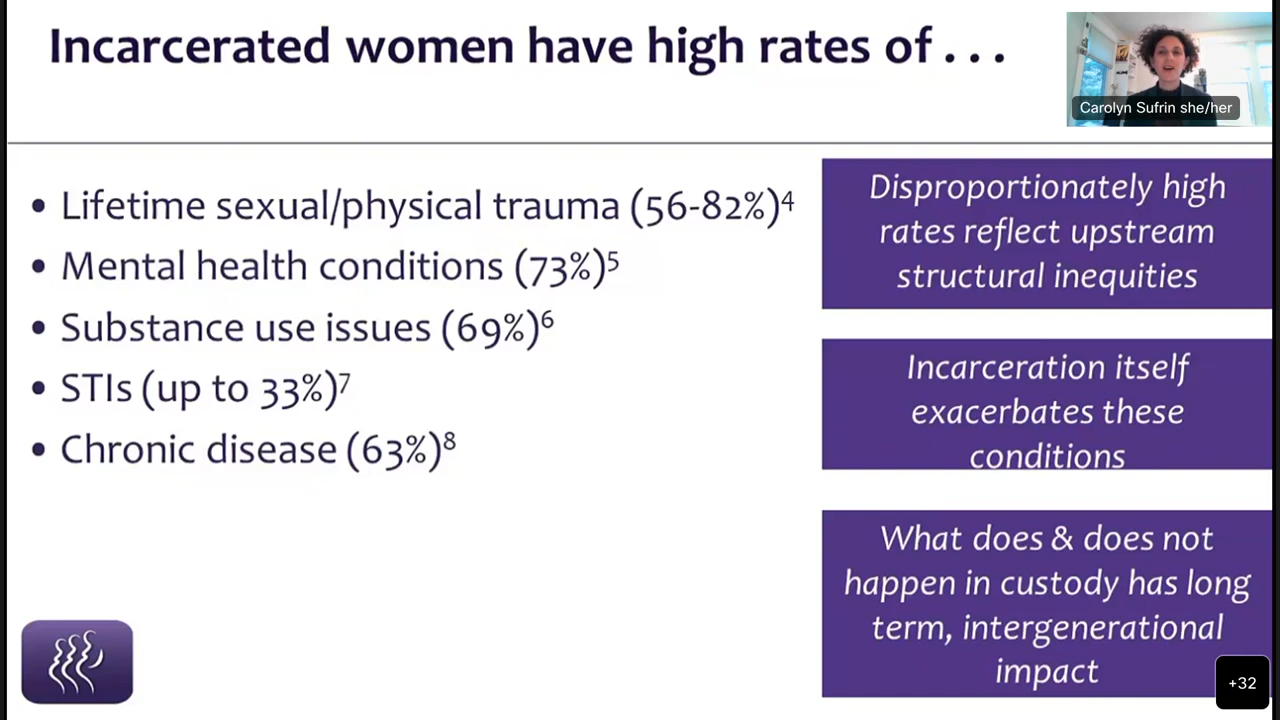 Incarcerated women have high rates of . . .
Carolyn Sufrin she/her
• Lifetime sexual/physical trauma (56-82%)⁴
• Mental health conditions (73%)⁵
• Substance use issues (69%)⁶
• STIs (up to 33%)⁷
• Chronic disease (63%)⁸
Disproportionately high
rates reflect upstream
structural inequities
Incarceration itself
exacerbates these
conditions
What does & does not
happen in custody has long
term, intergenerational
impact
+32